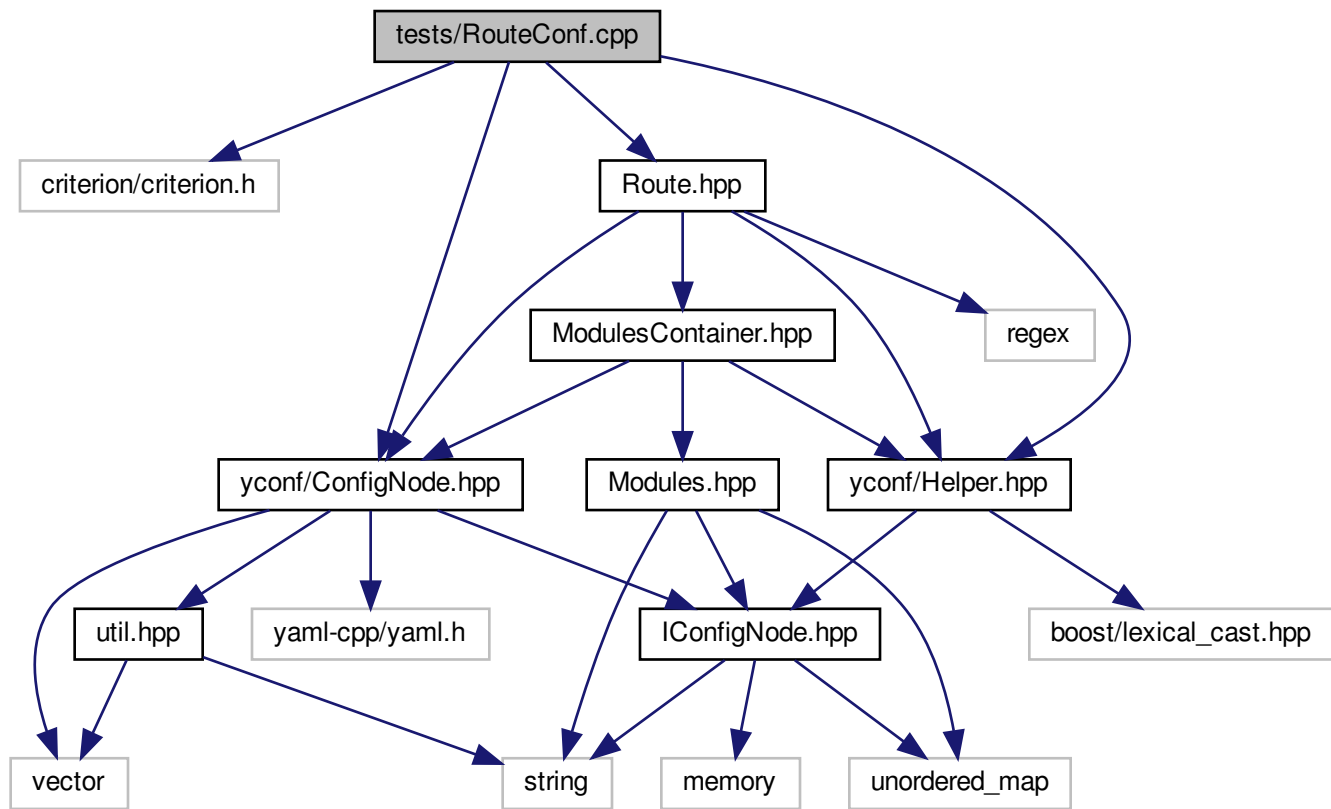 tests/RouteConf.cpp
criterion/criterion.h
Route.hpp
ModulesContainer.hpp
regex
yconf/ConfigNode.hpp
Modules.hpp
yconf/Helper.hpp
util.hpp
yaml-cpp/yaml.h
IConfigNode.hpp
boost/lexical_cast.hpp
vector
string
memory
unordered_map